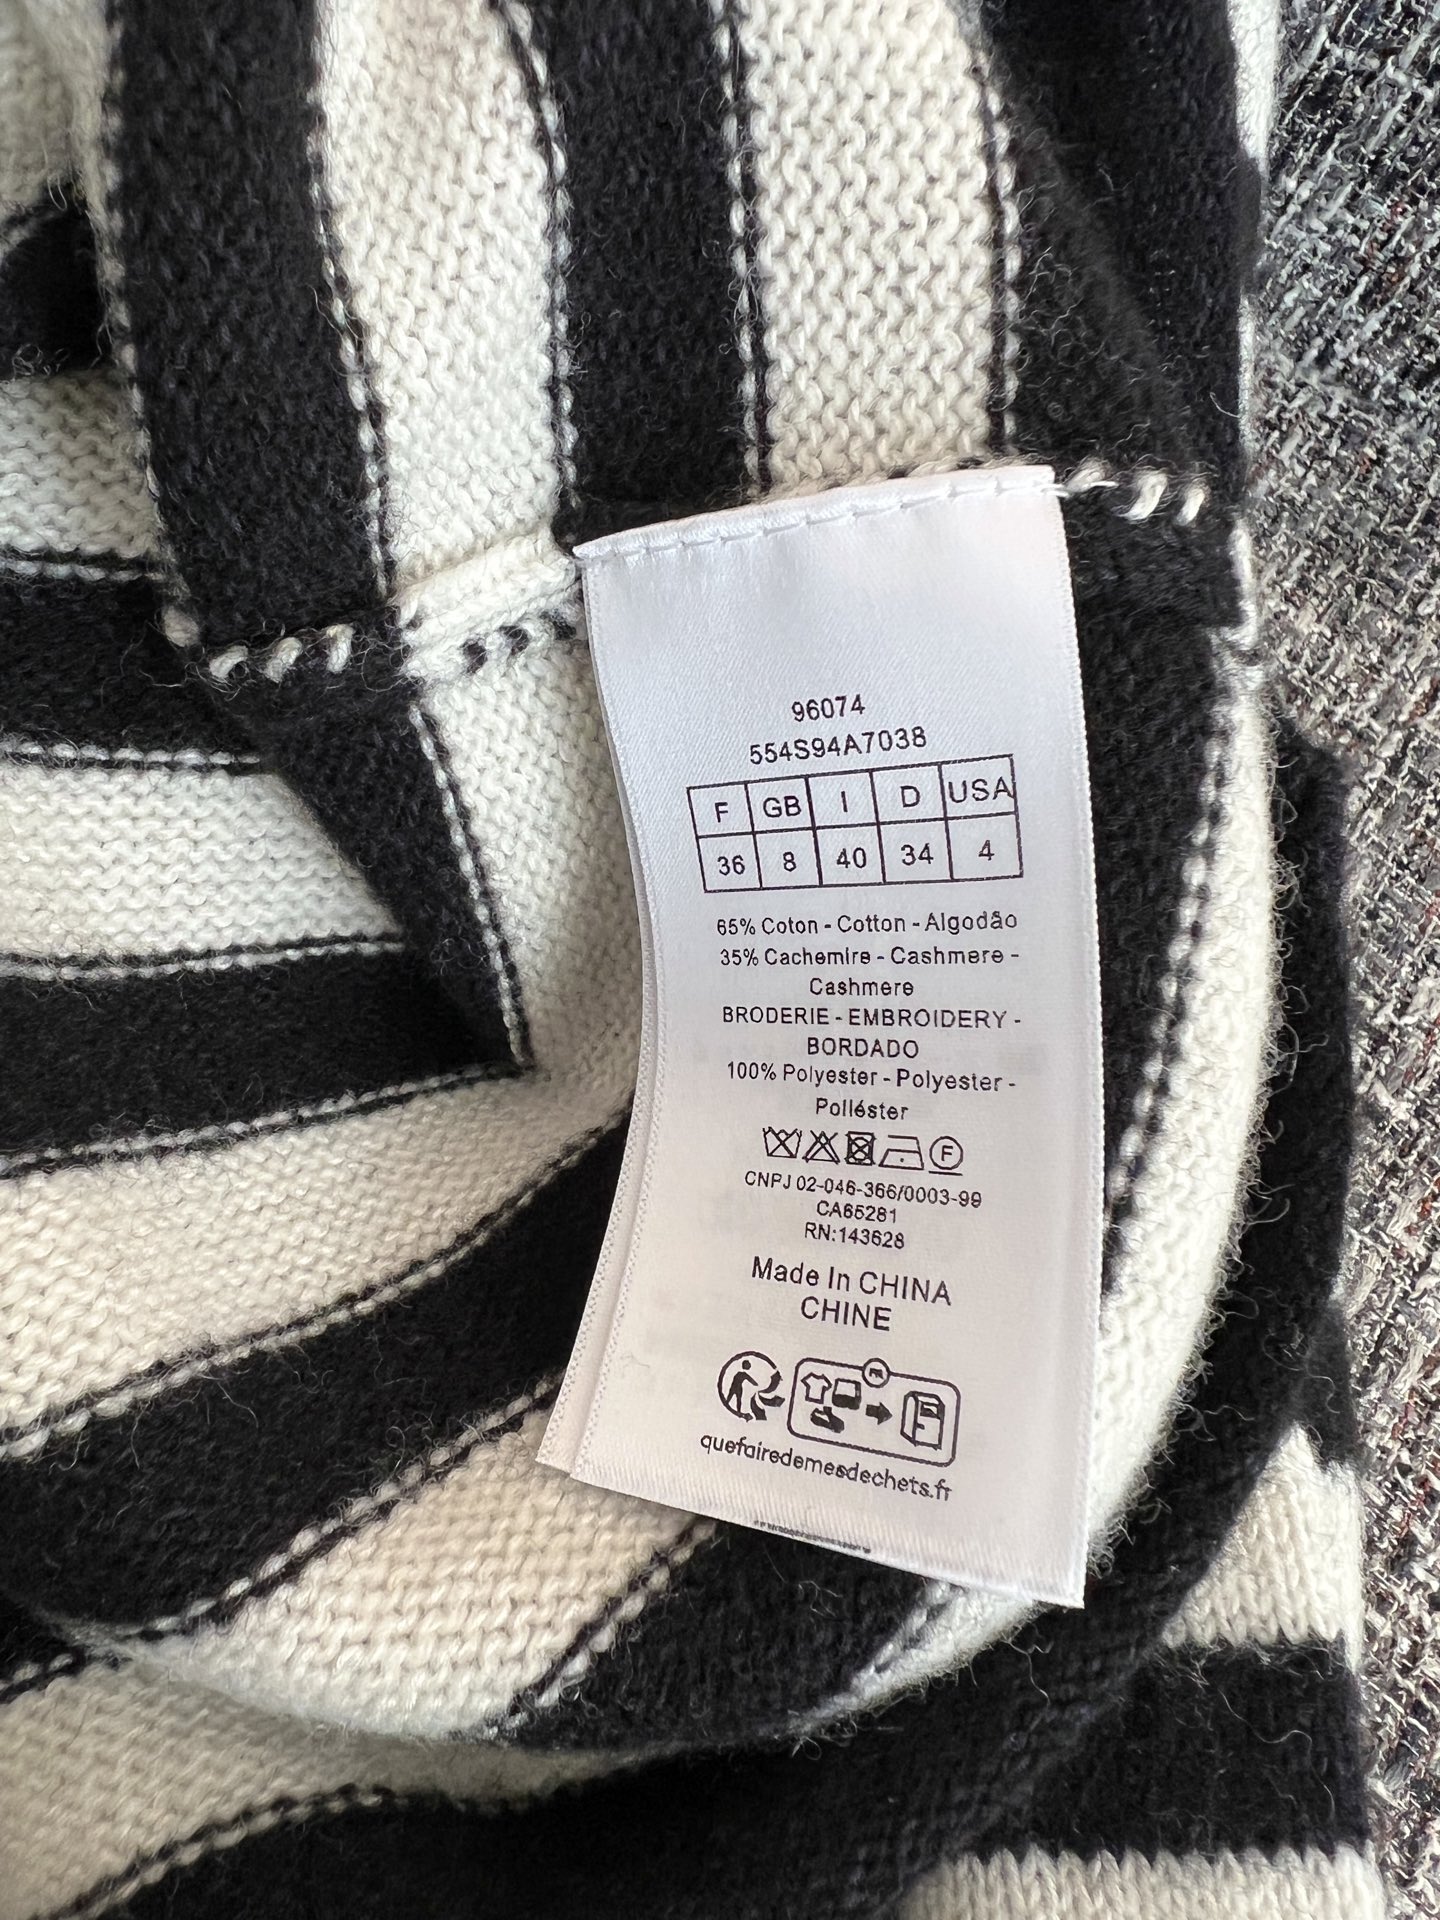 96074
554S94A7038
F GB I D USA
36 8 40 34 4
65% Coton - Cotton - Algodão
35% Cachemire - Cashmere -
Cashmere
BRODERIE - EMBROIDERY -
BORDADO
100% Polyester - Polyester -
Poliéster
F
CNPJ 02-046-366/0003-99
CA65281
RN:143628
Made In CHINA
CHINE
FR
quefairedemesdechets.fr